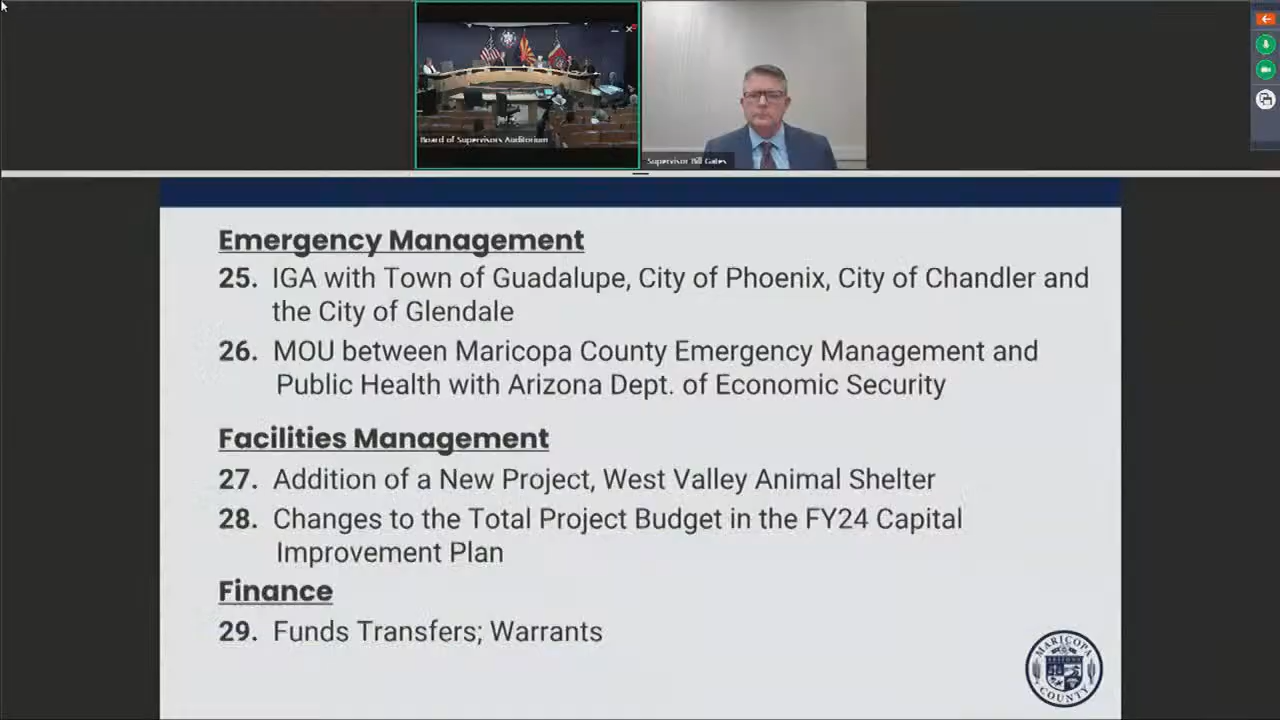 Board of Supervisors Auditorium
Supervisor Bill Gates
Emergency Management
25. IGA with Town of Guadalupe, City of Phoenix, City of Chandler and
the City of Glendale
26. MOU between Maricopa County Emergency Management and
Public Health with Arizona Dept. of Economic Security
Facilities Management
27. Addition of a New Project, West Valley Animal Shelter
28. Changes to the Total Project Budget in the FY24 Capital
Improvement Plan
Finance
29. Funds Transfers; Warrants
MARICOPA
COUNTY